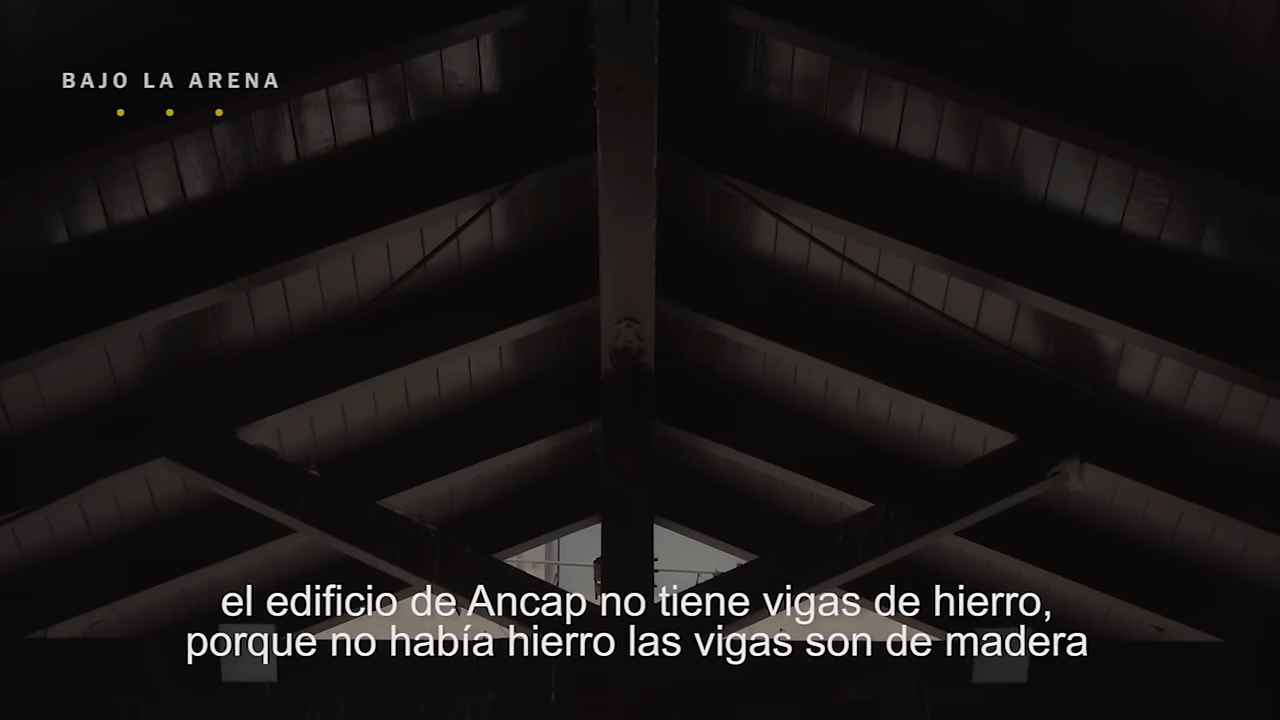 BAJO LA ARENA
el edificio de Ancap no tiene vigas de hierro,
porque no había hierro las vigas son de madera